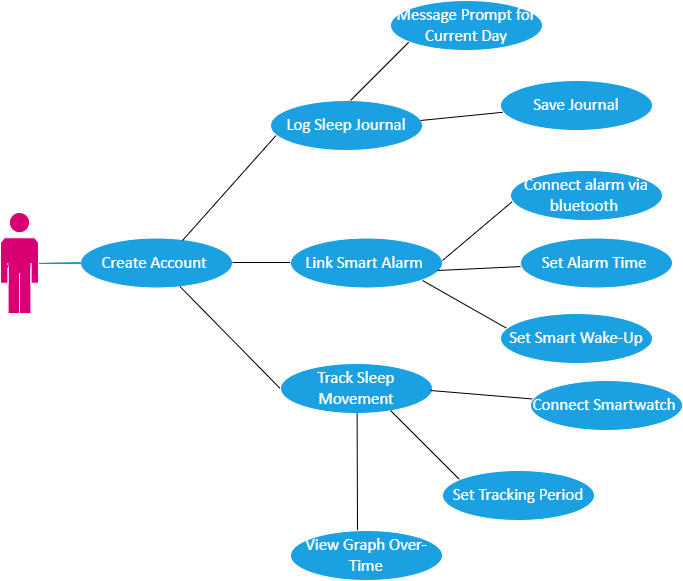 Message Prompt for
Current Day
Save Journal
Log Sleep Journal
Connect alarm via
bluetooth
Create Account
Link Smart Alarm
Set Alarm Time
Set Smart Wake-Up
Track Sleep
Movement
Connect Smartwatch
Set Tracking Period
View Graph Over-
Time